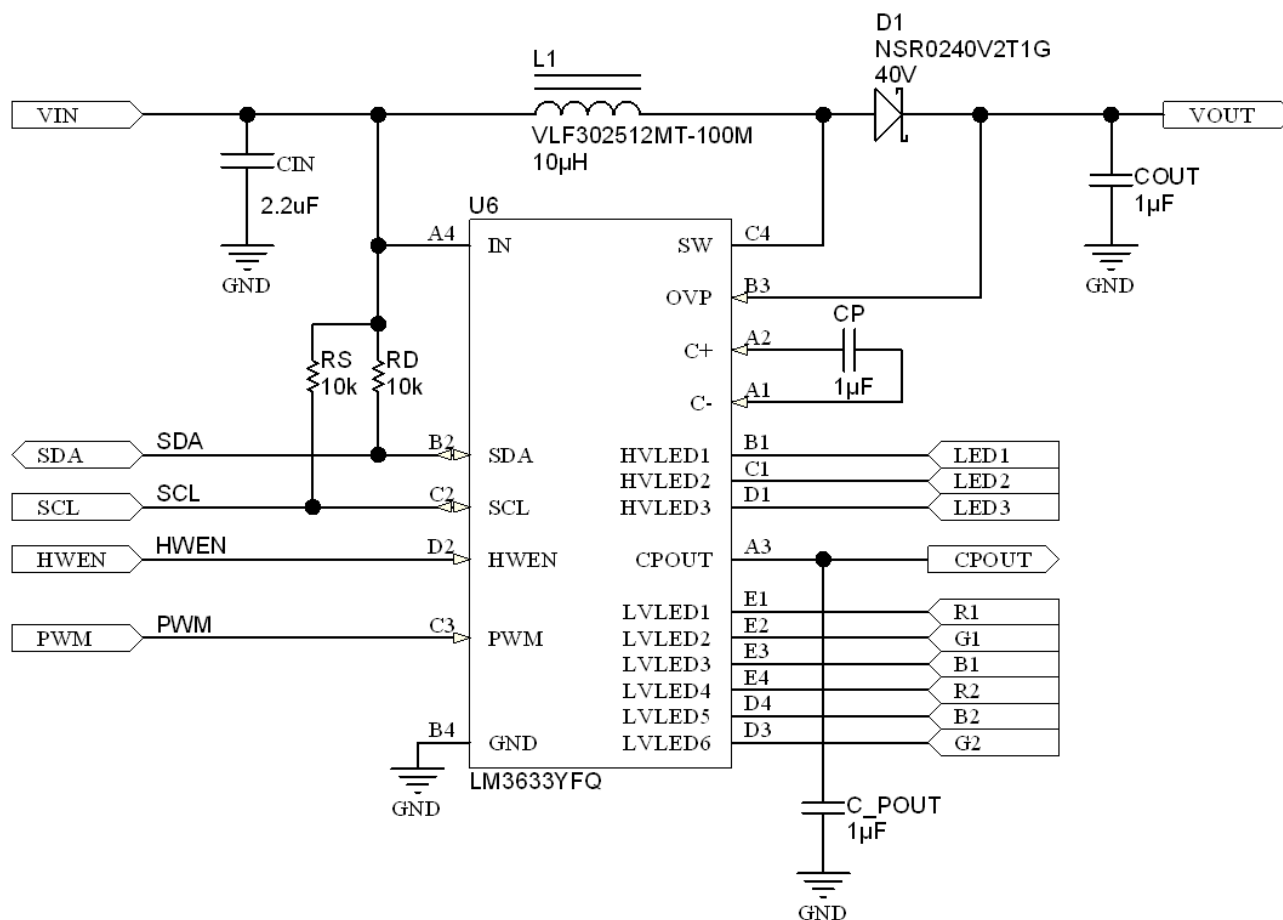 D1
NSR0240V2T1G
40V
L1
VIN
VOUT
VLF302512MT-100M
10µH
CIN
2.2uF
COUT
1µF
GND
GND
U6
A4
IN
SW
C4
OVP
B3
CP
C+
A2
1µF
C-
A1
RS
10k
RD
10k
SDA
SDA
B2
SDA
HVLED1
B1
LED1
HVLED2
C1
LED2
SCL
SCL
C2
SCL
HVLED3
D1
LED3
HWEN
HWEN
D2
HWEN
CPOUT
A3
CPOUT
LVLED1
E1
R1
PWM
PWM
C3
PWM
LVLED2
E2
G1
LVLED3
E3
B1
LVLED4
E4
R2
LVLED5
D4
B2
B4
GND
LVLED6
D3
G2
GND
LM3633YFQ
C_POUT
1µF
GND